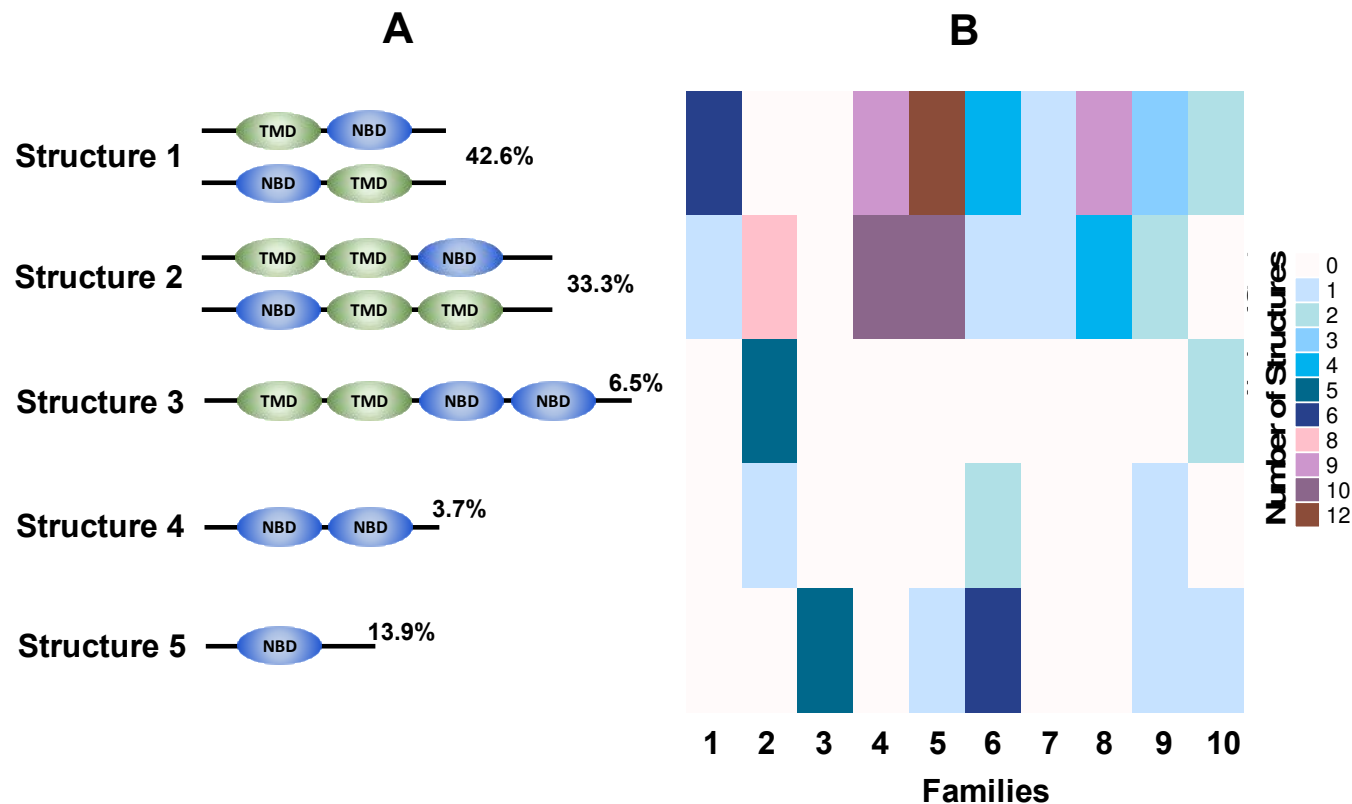 A
B
Structure 1
TMD NBD
NBD TMD
42.6%
Structure 2
TMD TMD NBD
NBD TMD TMD
33.3%
Structure 3
TMD TMD NBD NBD
6.5%
Structure 4
NBD NBD
3.7%
Structure 5
NBD
13.9%
1 2 3 4 5 6 7 8 9 10
Families
Number of Structures
0
1
2
3
4
5
6
8
9
10
12